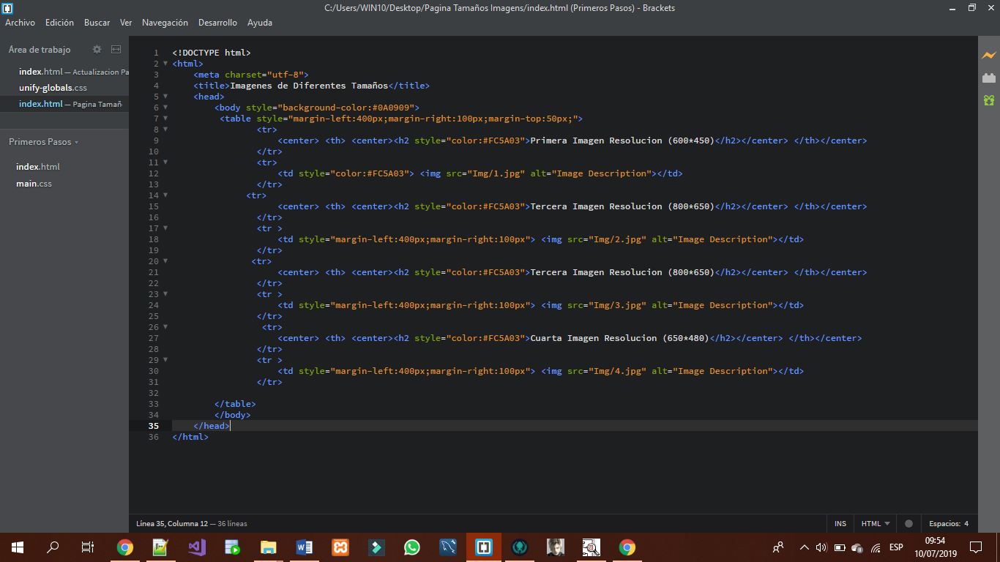 C:/Users/WIN10/Desktop/Pagina Tamaños Imagens/index.html (Primeros Pasos) - Brackets
Archivo Edición Buscar Ver Navegación Desarrollo Ayuda
Área de trabajo
index.html — Actualizacion Pa
unify-globals.css
index.html — Pagina Tamañ
Primeros Pasos
index.html
main.css
1 <!DOCTYPE html>
2 <html>
3 <meta charset="utf-8">
4 <title>Imagenes de Diferentes Tamaños</title>
5 <head>
6 <body style="background-color:#0A0909">
7 <table style="margin-left:400px;margin-right:100px;margin-top:50px;">
8 <tr>
9 <center> <th> <center><h2 style="color:#FC5A03">Primera Imagen Resolucion (600*450)</h2></center> </th></center>
10 </tr>
11 <tr>
12 <td style="color:#FC5A03"> <img src="Img/1.jpg" alt="Image Description"></td>
13 </tr>
14 <tr>
15 <center> <th> <center><h2 style="color:#FC5A03">Tercera Imagen Resolucion (800*650)</h2></center> </th></center>
16 </tr>
17 <tr >
18 <td style="margin-left:400px;margin-right:100px"> <img src="Img/2.jpg" alt="Image Description"></td>
19 </tr>
20 <tr>
21 <center> <th> <center><h2 style="color:#FC5A03">Tercera Imagen Resolucion (800*650)</h2></center> </th></center>
22 </tr>
23 <tr >
24 <td style="margin-left:400px;margin-right:100px"> <img src="Img/3.jpg" alt="Image Description"></td>
25 </tr>
26 <tr>
27 <center> <th> <center><h2 style="color:#FC5A03">Cuarta Imagen Resolucion (650*480)</h2></center> </th></center>
28 </tr>
29 <tr >
30 <td style="margin-left:400px;margin-right:100px"> <img src="Img/4.jpg" alt="Image Description"></td>
31 </tr>
32
33 </table>
34 </body>
35 </head>
36 </html>
Línea 35, Columna 12 — 36 líneas
INS HTML Espacios: 4
ESP
09:54
10/07/2019